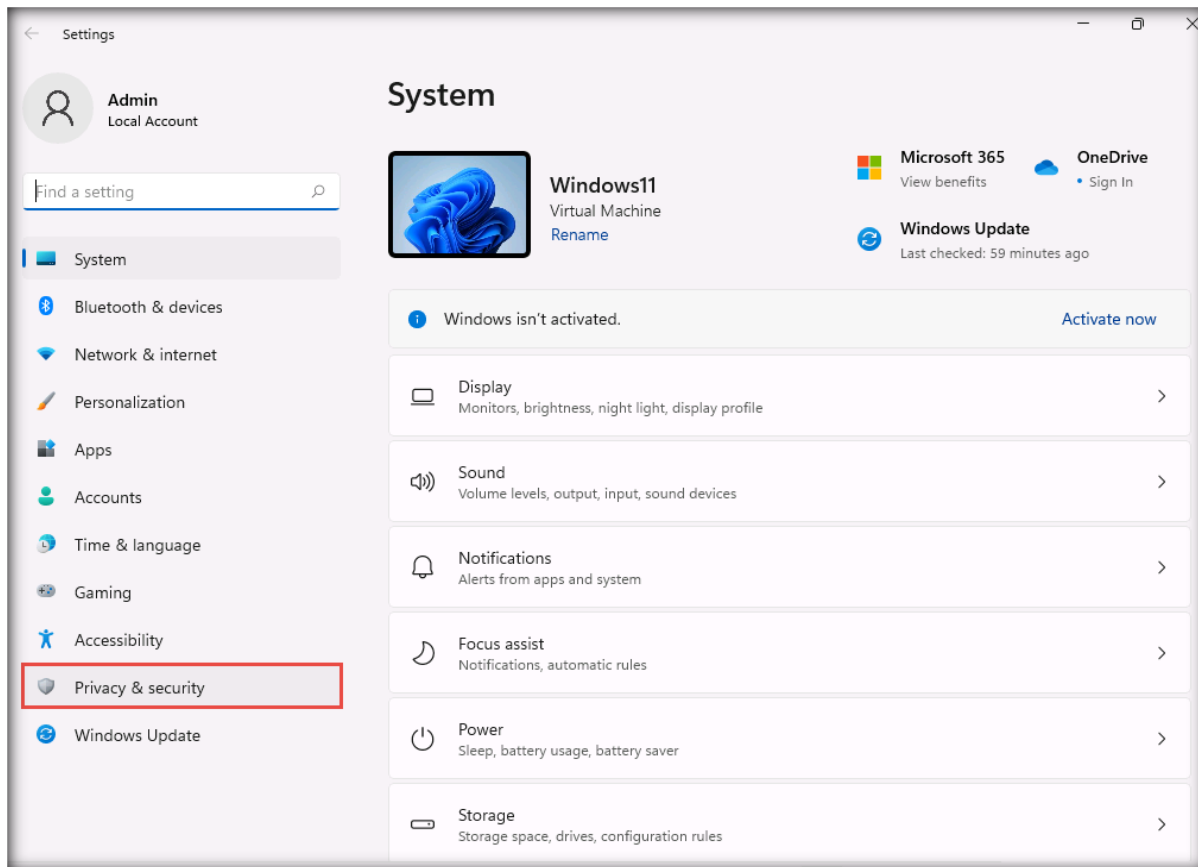 Settings
Admin
Local Account
Find a setting
System
Bluetooth & devices
Network & internet
Personalization
Apps
Accounts
Time & language
Gaming
Accessibility
Privacy & security
Windows Update
System
Windows11
Virtual Machine
Rename
Microsoft 365
View benefits
OneDrive
• Sign In
Windows Update
Last checked: 59 minutes ago
Windows isn't activated.
Activate now
Display
Monitors, brightness, night light, display profile
Sound
Volume levels, output, input, sound devices
Notifications
Alerts from apps and system
Focus assist
Notifications, automatic rules
Power
Sleep, battery usage, battery saver
Storage
Storage space, drives, configuration rules